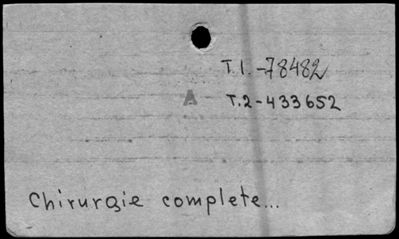 T.1.-78482
A T.2-433652
Chirurgie complete...